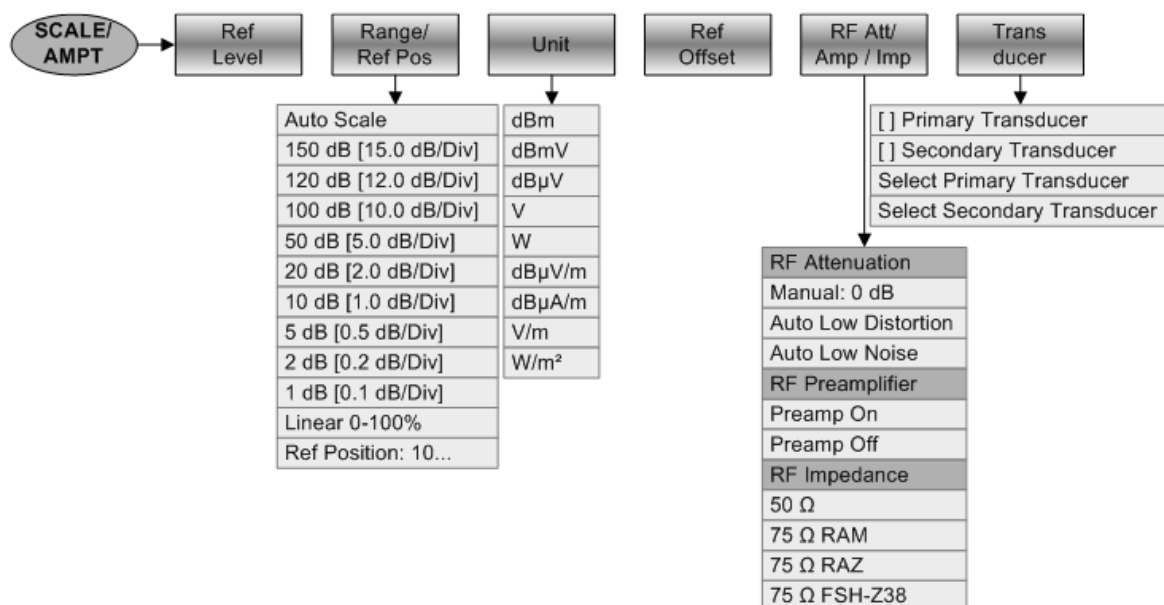 SCALE/
AMPT
Ref
Level
Range/
Ref Pos
Unit
Ref
Offset
RF Att/
Amp / Imp
Trans
ducer
Auto Scale
150 dB [15.0 dB/Div]
120 dB [12.0 dB/Div]
100 dB [10.0 dB/Div]
50 dB [5.0 dB/Div]
20 dB [2.0 dB/Div]
10 dB [1.0 dB/Div]
5 dB [0.5 dB/Div]
2 dB [0.2 dB/Div]
1 dB [0.1 dB/Div]
Linear 0-100%
Ref Position: 10...
dBm
dBmV
dBµV
V
W
dBµV/m
dBµA/m
V/m
W/m²
RF Attenuation
Manual: 0 dB
Auto Low Distortion
Auto Low Noise
RF Preamplifier
Preamp On
Preamp Off
RF Impedance
50 Ω
75 Ω RAM
75 Ω RAZ
75 Ω FSH-Z38
[ ] Primary Transducer
[ ] Secondary Transducer
Select Primary Transducer
Select Secondary Transducer